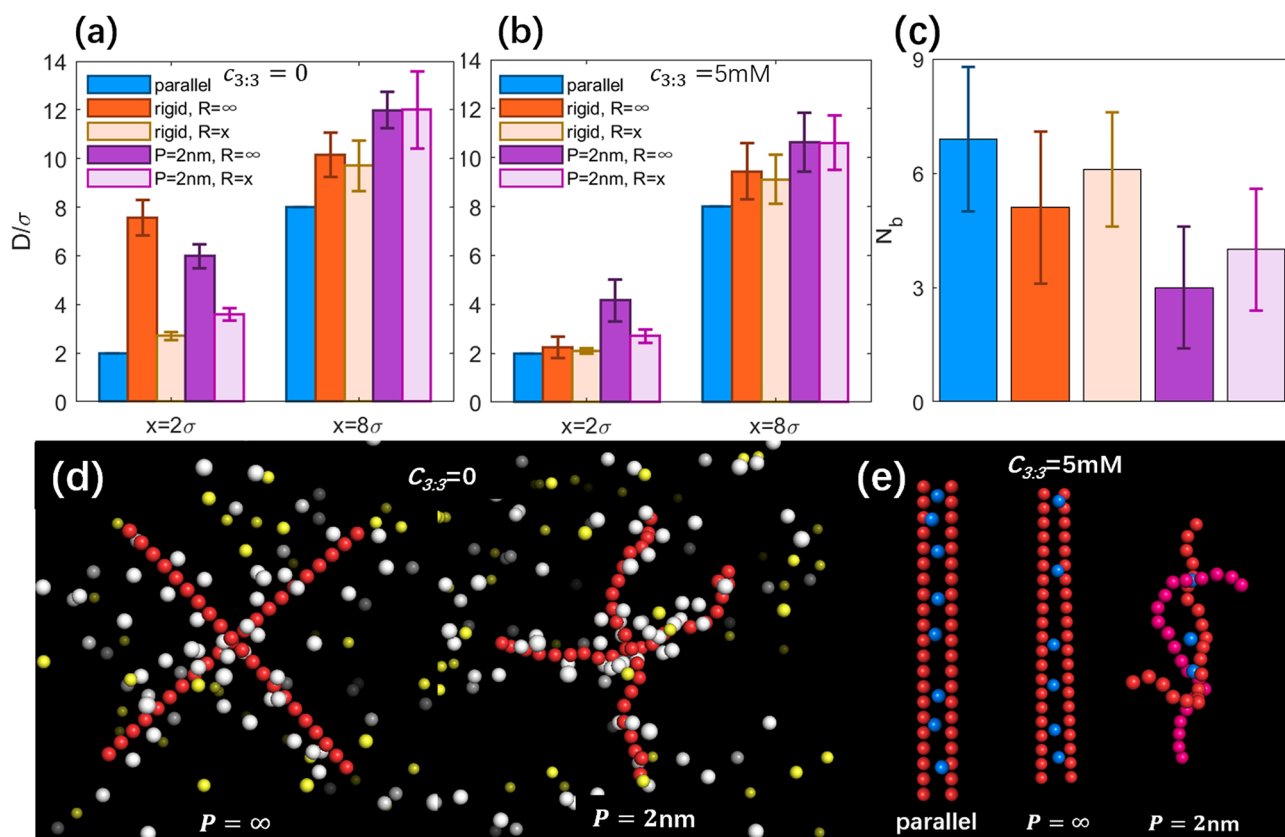 (a)
14
12
10
8
6
4
2
0
D/σ
c3:3 = 0
parallel
rigid, R=∞
rigid, R=x
P=2nm, R=∞
P=2nm, R=x
x=2σ
x=8σ
(b)
14
12
10
8
6
4
2
0
c3:3 =5mM
parallel
rigid, R=∞
rigid, R=x
P=2nm, R=∞
P=2nm, R=x
x=2σ
x=8σ
(c)
9
6
3
0
Nb
(d)
C3:3=0
P = ∞
P = 2nm
(e)
C3:3=5mM
parallel
P = ∞
P = 2nm